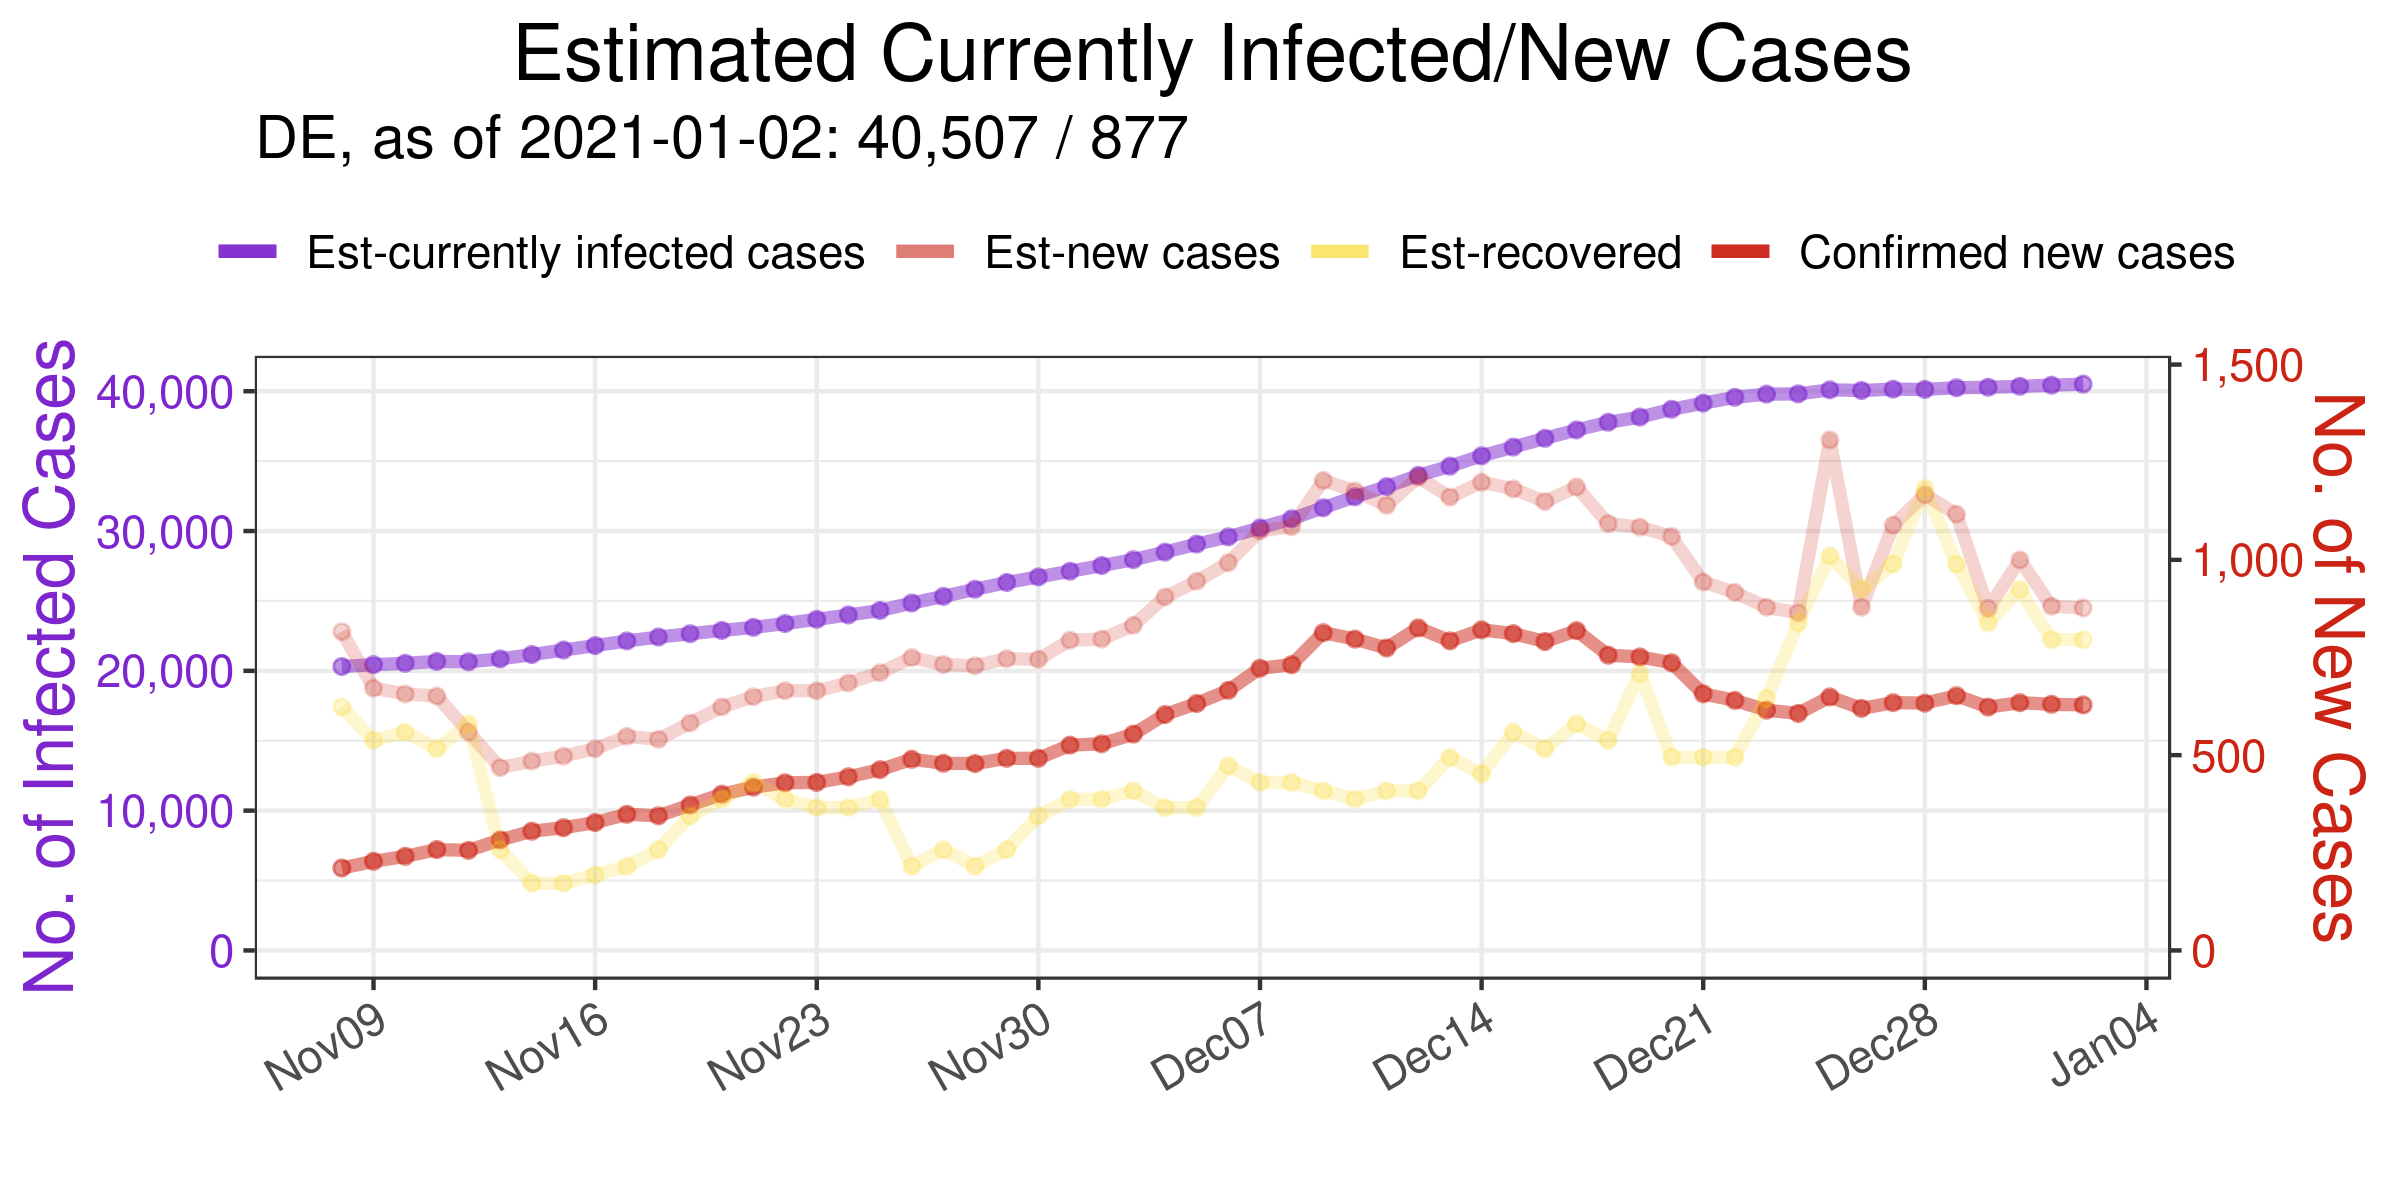 Estimated Currently Infected/New Cases
DE, as of 2021-01-02: 40,507 / 877
Est-currently infected cases Est-new cases Est-recovered Confirmed new cases
No. of Infected Cases
40,000
30,000
20,000
10,000
0
1,500
1,000
500
0
No. of New Cases
Nov09 Nov16 Nov23 Nov30 Dec07 Dec14 Dec21 Dec28 Jan04